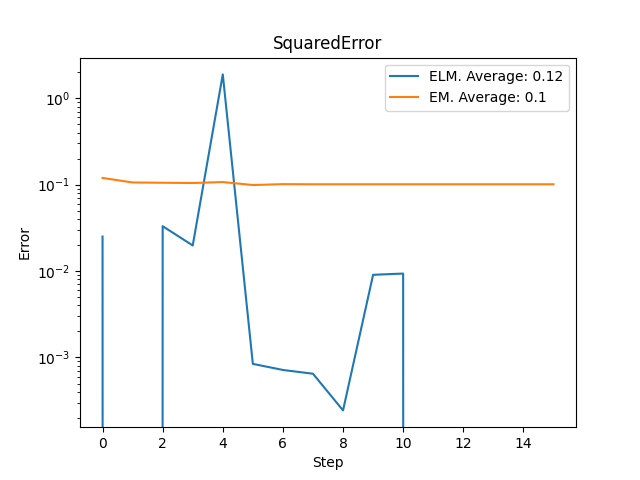 SquaredError
ELM. Average: 0.12
EM. Average: 0.1
10⁰
10⁻¹
10⁻²
10⁻³
Error
0 2 4 6 8 10 12 14
Step